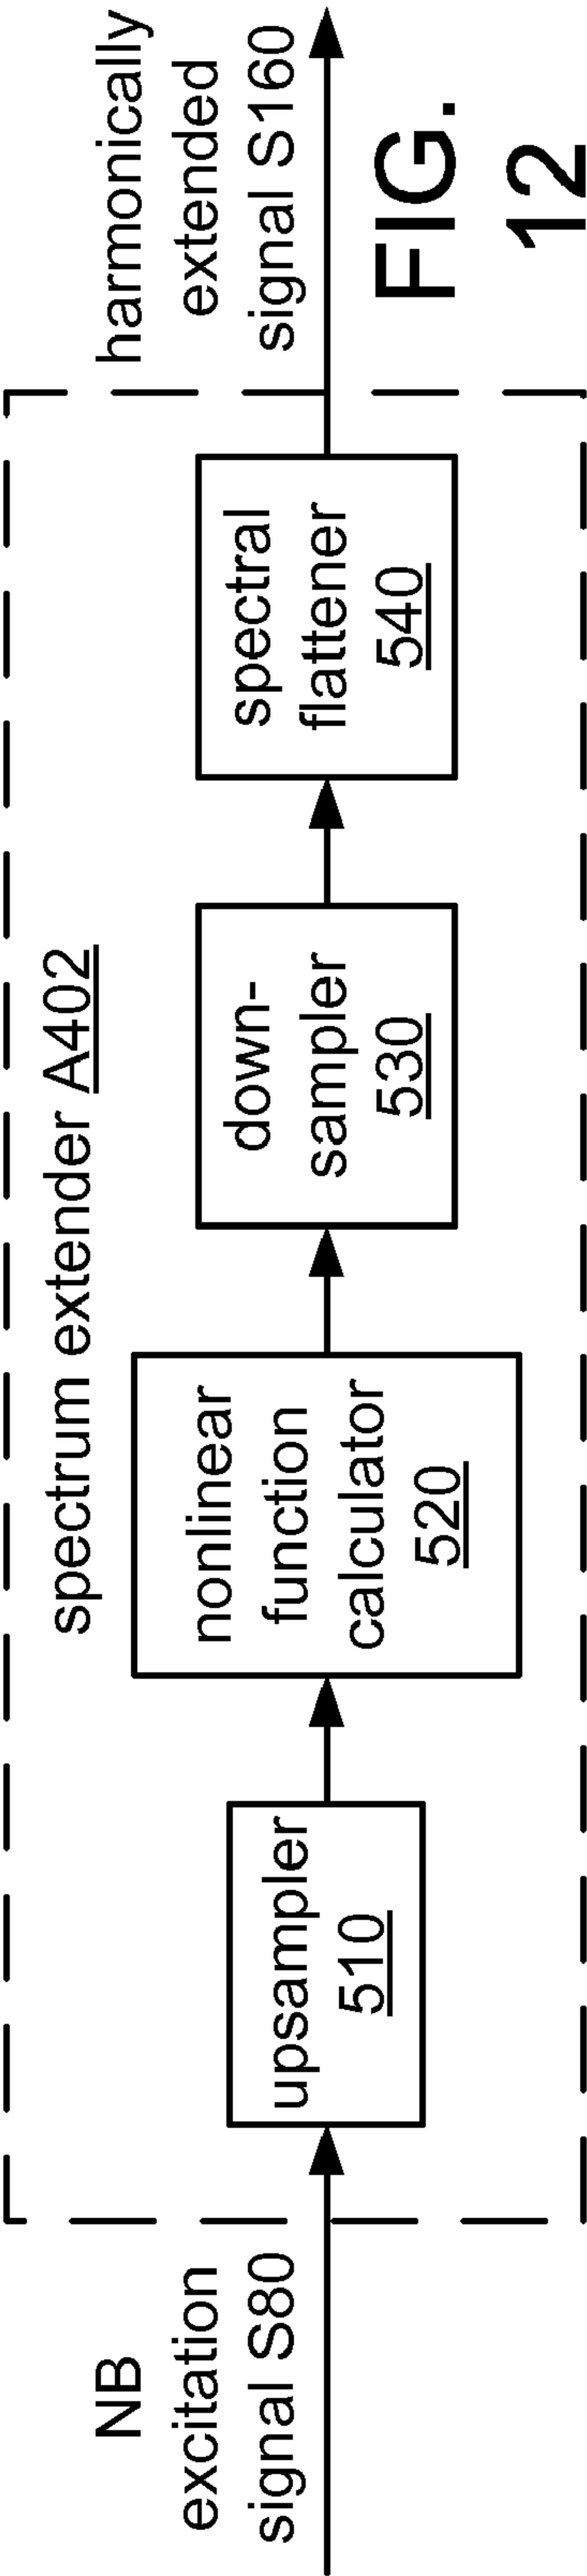 NB
excitation
signal S80
spectrum extender A402
upsampler
510
nonlinear
function
calculator
520
down-
sampler
530
spectral
flattener
540
harmonically
extended
signal S160
FIG.
12